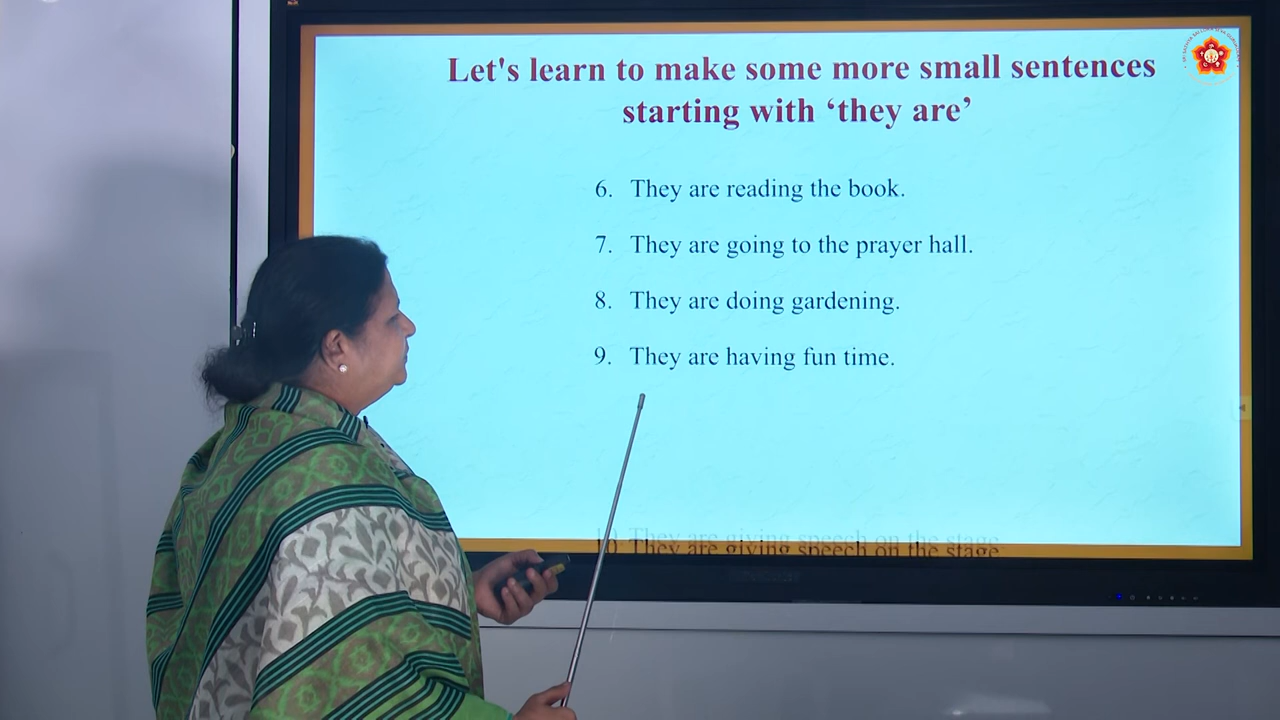 Let's learn to make some more small sentences
starting with ‘they are’
6. They are reading the book.
7. They are going to the prayer hall.
8. They are doing gardening.
9. They are having fun time.
They are giving speech on the stage